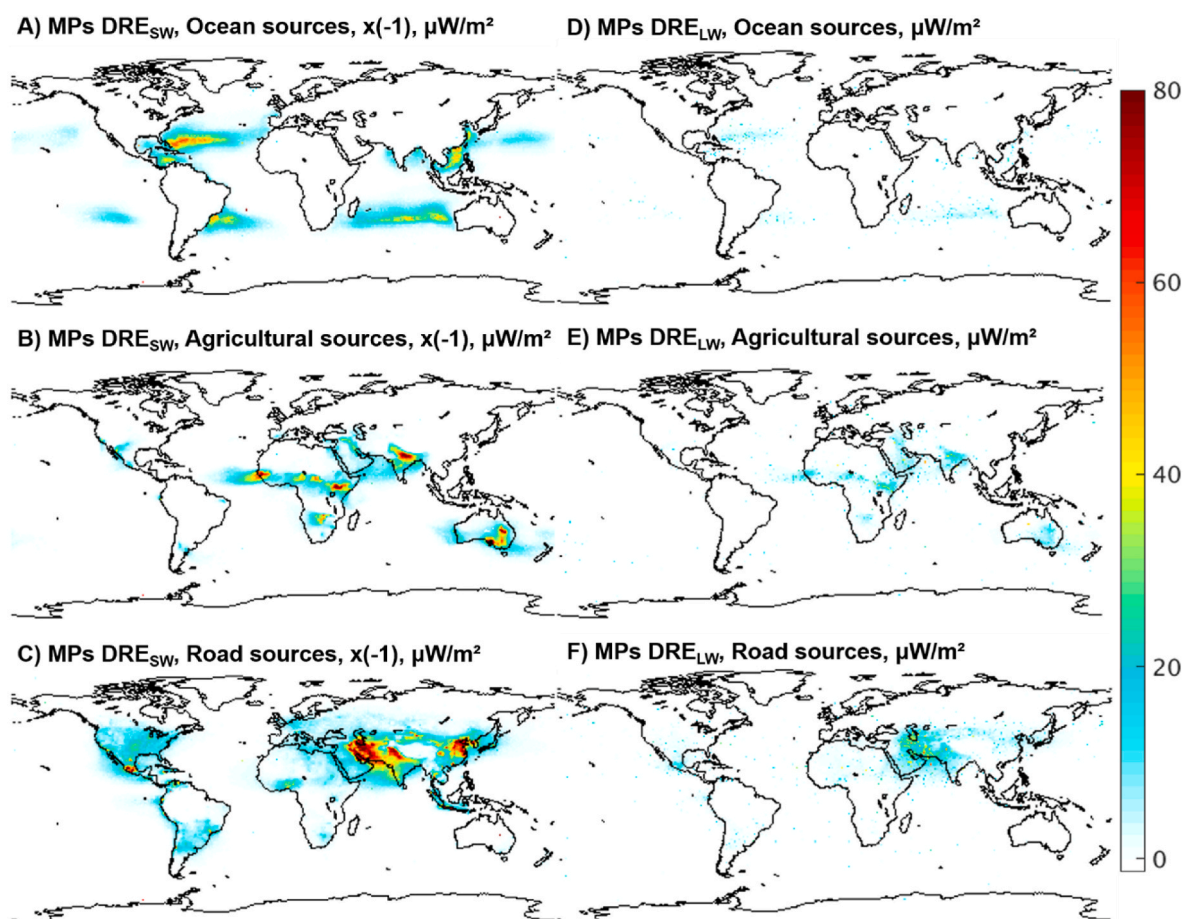 A) MPs DRE_SW, Ocean sources, x(-1), µW/m²
D) MPs DRE_LW, Ocean sources, µW/m²
B) MPs DRE_SW, Agricultural sources, x(-1), µW/m²
E) MPs DRE_LW, Agricultural sources, µW/m²
C) MPs DRE_SW, Road sources, x(-1), µW/m²
F) MPs DRE_LW, Road sources, µW/m²
80
60
40
20
0